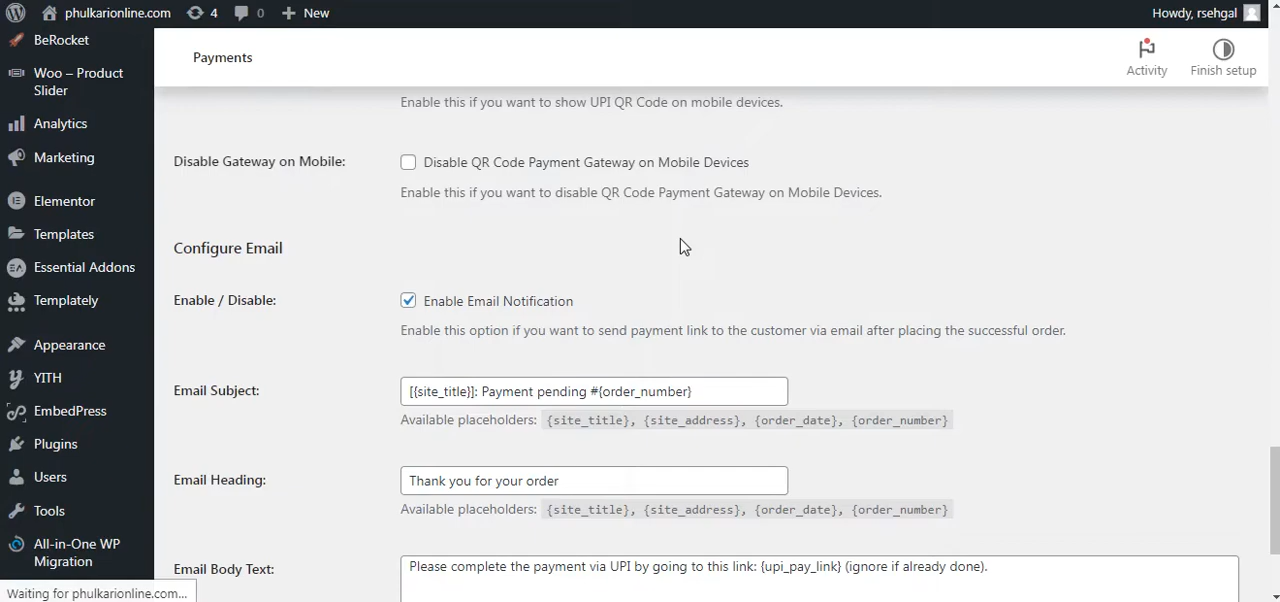 phulkarionline.com 4 0 New Howdy, rsehgal
BeRocket
Woo – Product
Slider
Analytics
Marketing
Elementor
Templates
Essential Addons
Templately
Appearance
YITH
EmbedPress
Plugins
Users
Tools
All-in-One WP
Migration
Waiting for phulkarionline.com...
Payments
Activity
Finish setup
Enable this if you want to show UPI QR Code on mobile devices.
Disable Gateway on Mobile: Disable QR Code Payment Gateway on Mobile Devices
Enable this if you want to disable QR Code Payment Gateway on Mobile Devices.
Configure Email
Enable / Disable: Enable Email Notification
Enable this option if you want to send payment link to the customer via email after placing the successful order.
Email Subject: [{site_title}]: Payment pending #{order_number}
Available placeholders: {site_title}, {site_address}, {order_date}, {order_number}
Email Heading: Thank you for your order
Available placeholders: {site_title}, {site_address}, {order_date}, {order_number}
Email Body Text: Please complete the payment via UPI by going to this link: {upi_pay_link} (ignore if already done).